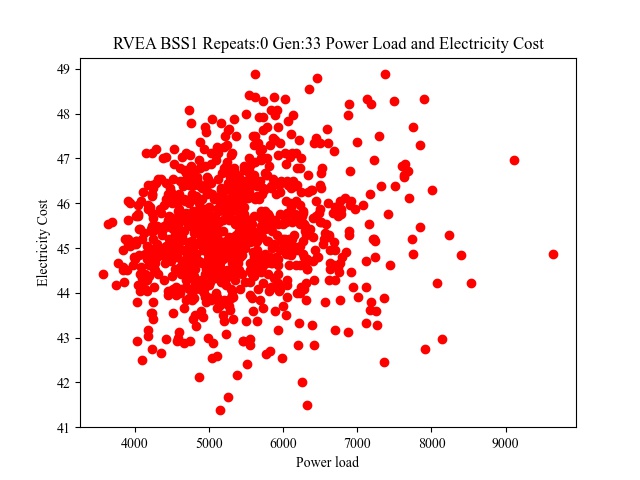 RVEA BSS1 Repeats:0 Gen:33 Power Load and Electricity Cost
49
48
47
46
45
44
43
42
41
Electricity Cost
4000 5000 6000 7000 8000 9000
Power load